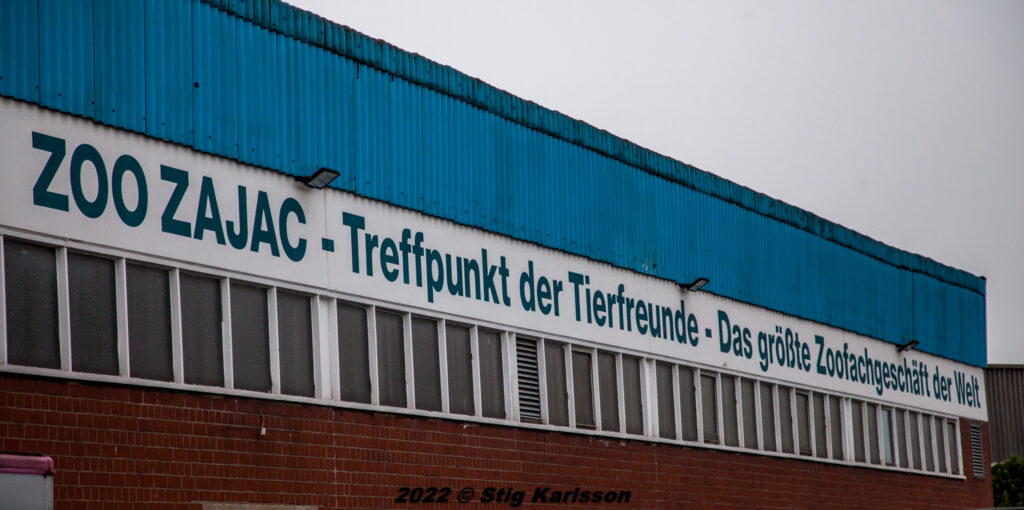 ZOO ZAJAC - Treffpunkt der Tierfreunde - Das größte Zoofachgeschäft der Welt
2022 © Stig Karlsson